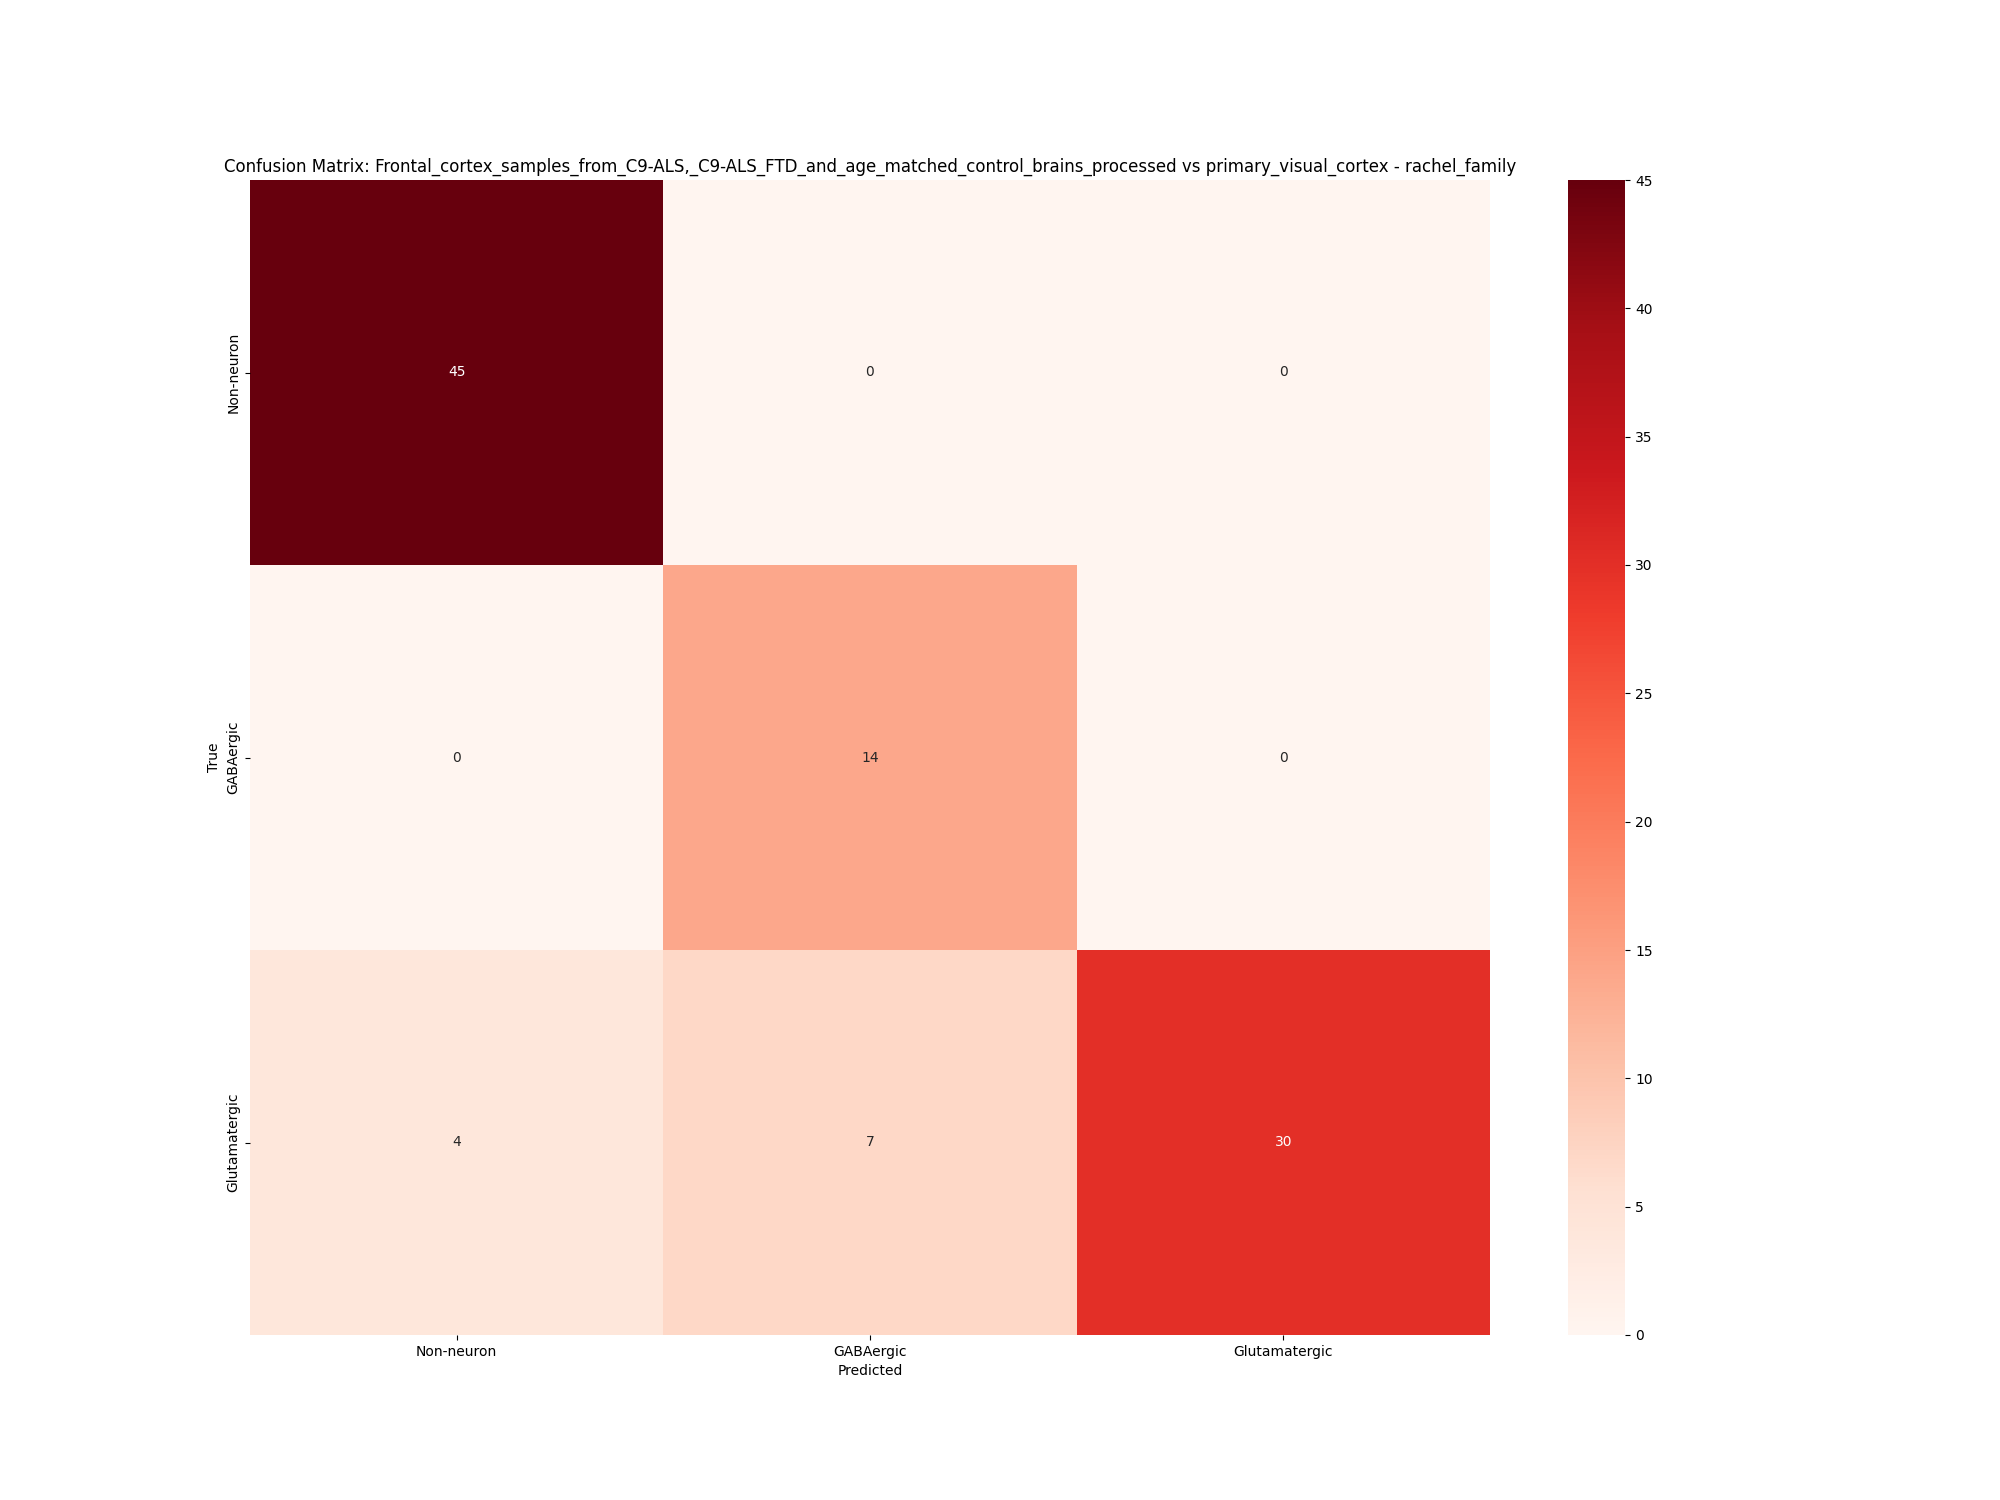 Confusion Matrix: Frontal_cortex_samples_from_C9-ALS,_C9-ALS_FTD_and_age_matched_control_brains_processed vs primary_visual_cortex - rachel_family
True
Non-neuron
45
0
0
GABAergic
0
14
0
Glutamatergic
4
7
30
Non-neuron
GABAergic
Glutamatergic
Predicted
45
40
35
30
25
20
15
10
5
0